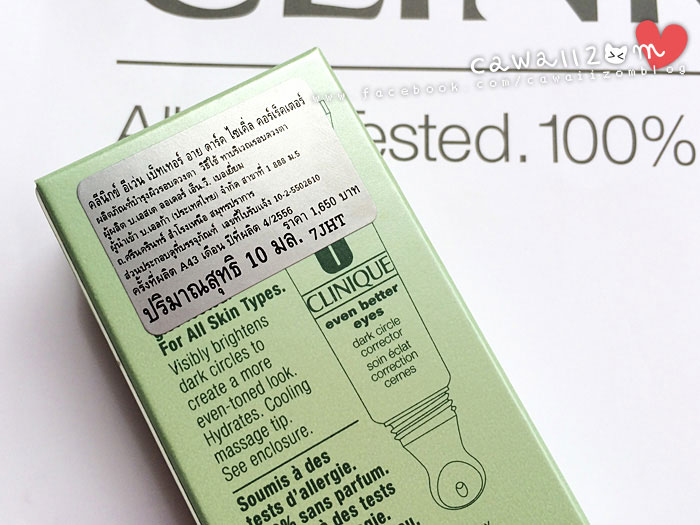 CLINI
cawaii2om
www.facebook.com/cawaiizomblog
Tested. 100%
คลีนิกข์ อีเว่น เบ็ทเทอร์ อาย ดาร์ค ไซเคิ่ล คอร์เร็คเตอร์
ผลิตภัณฑ์บำรุงผิวรอบดวงตา วิธีใช้ ทาบริเวณรอบดวงตา
ผู้ผลิต บ.เอสเต ลอเดอร์ เอ็น.วี. เบลเยี่ยม
ผู้นำเข้า บ.เอลก้า (ประเทศไทย) จำกัด สาขาที่ 1 888 ม.5
ถ.ศรีนครินทร์ สำโรงเหนือ สมุทรปราการ
ส่วนประกอบดูที่บรรจุภัณฑ์ เลขที่ใบรับแจ้ง 10-2-5502610
ครั้งที่ผลิต A43 เดือน ปีที่ผลิต 4/2556 ราคา 1,650 บาท
ปริมาณสุทธิ 10 มล. 7JHT
For All Skin Types.
Visibly brightens
dark circles to
create a more
even-toned look.
Hydrates. Cooling
massage tip.
See enclosure.
Soumis à des
tests d'allergie.
% sans parfum.
à des tests
CLINIQUE
even better
eyes
dark circle
corrector
soin éclat
correction
cernes